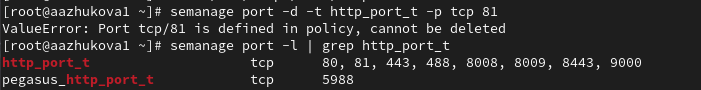 [root@aazhukova1 ~]# semanage port -d -t http_port_t -p tcp 81
ValueError: Port tcp/81 is defined in policy, cannot be deleted
[root@aazhukova1 ~]# semanage port -l | grep http_port_t
http_port_t                    tcp      80, 81, 443, 488, 8008, 8009, 8443, 9000
pegasus_http_port_t            tcp      5988